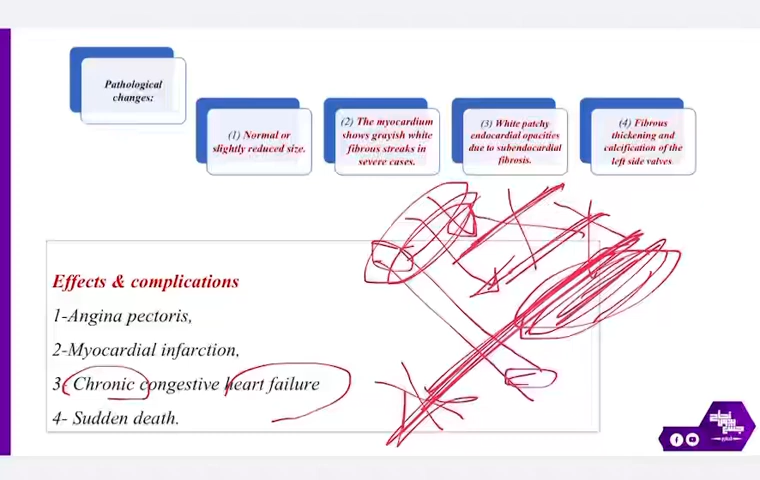 Pathological
changes:
(1) Normal or
slightly reduced size.
(2) The myocardium
shows grayish white
fibrous streaks in
severe cases.
(3) White patchy
endocardial opacities
due to subendocardial
fibrosis.
(4) Fibrous
thickening and
calcification of the
left side valves
Effects & complications
1-Angina pectoris,
2-Myocardial infarction,
3- Chronic congestive heart failure
4- Sudden death.